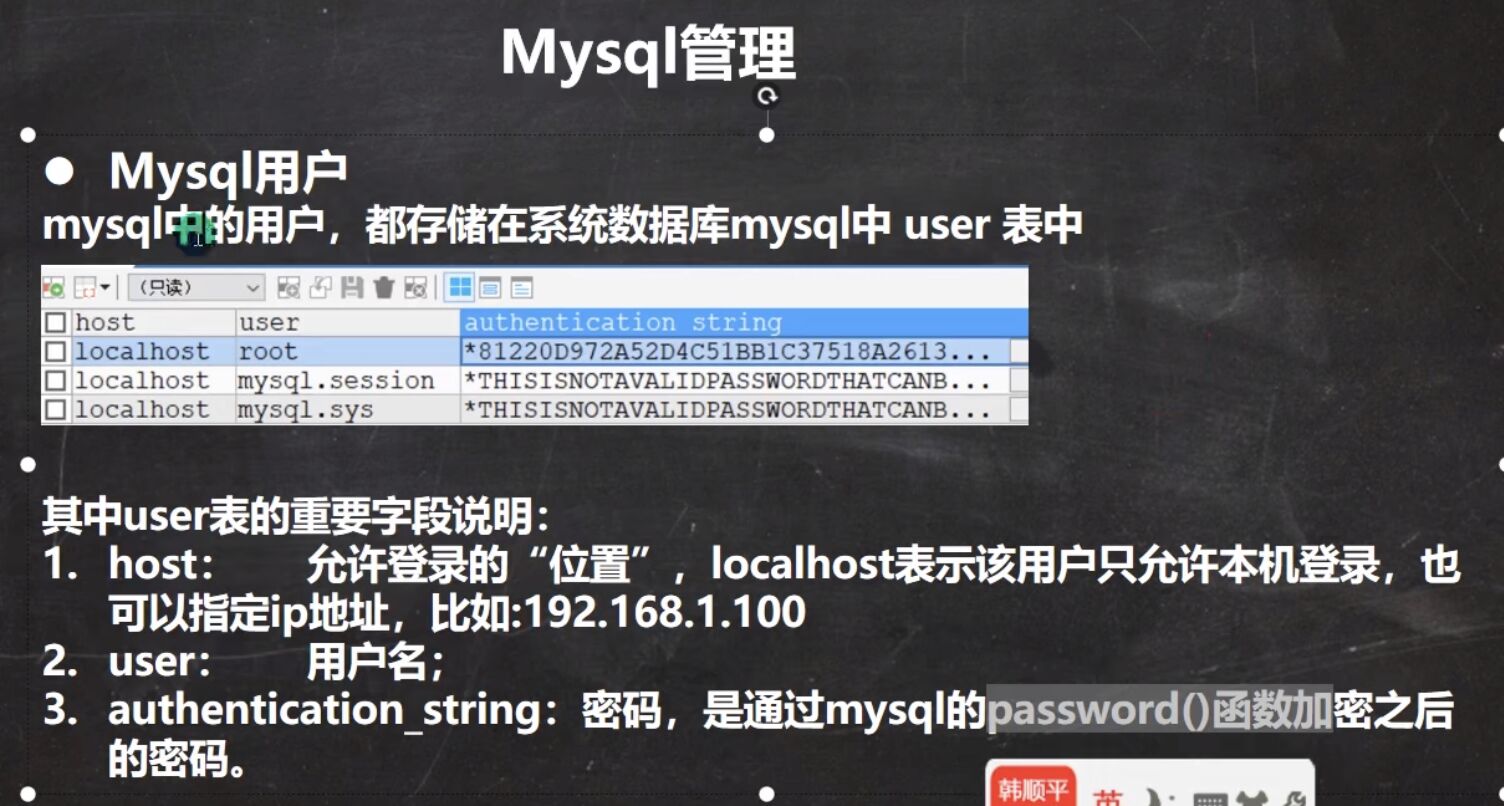 Mysql管理
● Mysql用户
mysql中的用户，都存储在系统数据库mysql中 user 表中
（只读）
host user authentication string
localhost root *81220D972A52D4C51BB1C37518A2613...
localhost mysql.session *THISISNOTAVALIDPASSWORDTHATCANB...
localhost mysql.sys *THISISNOTAVALIDPASSWORDTHATCANB...
其中user表的重要字段说明：
1. host： 允许登录的“位置”，localhost表示该用户只允许本机登录，也
可以指定ip地址，比如:192.168.1.100
2. user： 用户名；
3. authentication_string：密码，是通过mysql的password()函数加密之后
的密码。
韩顺平 英